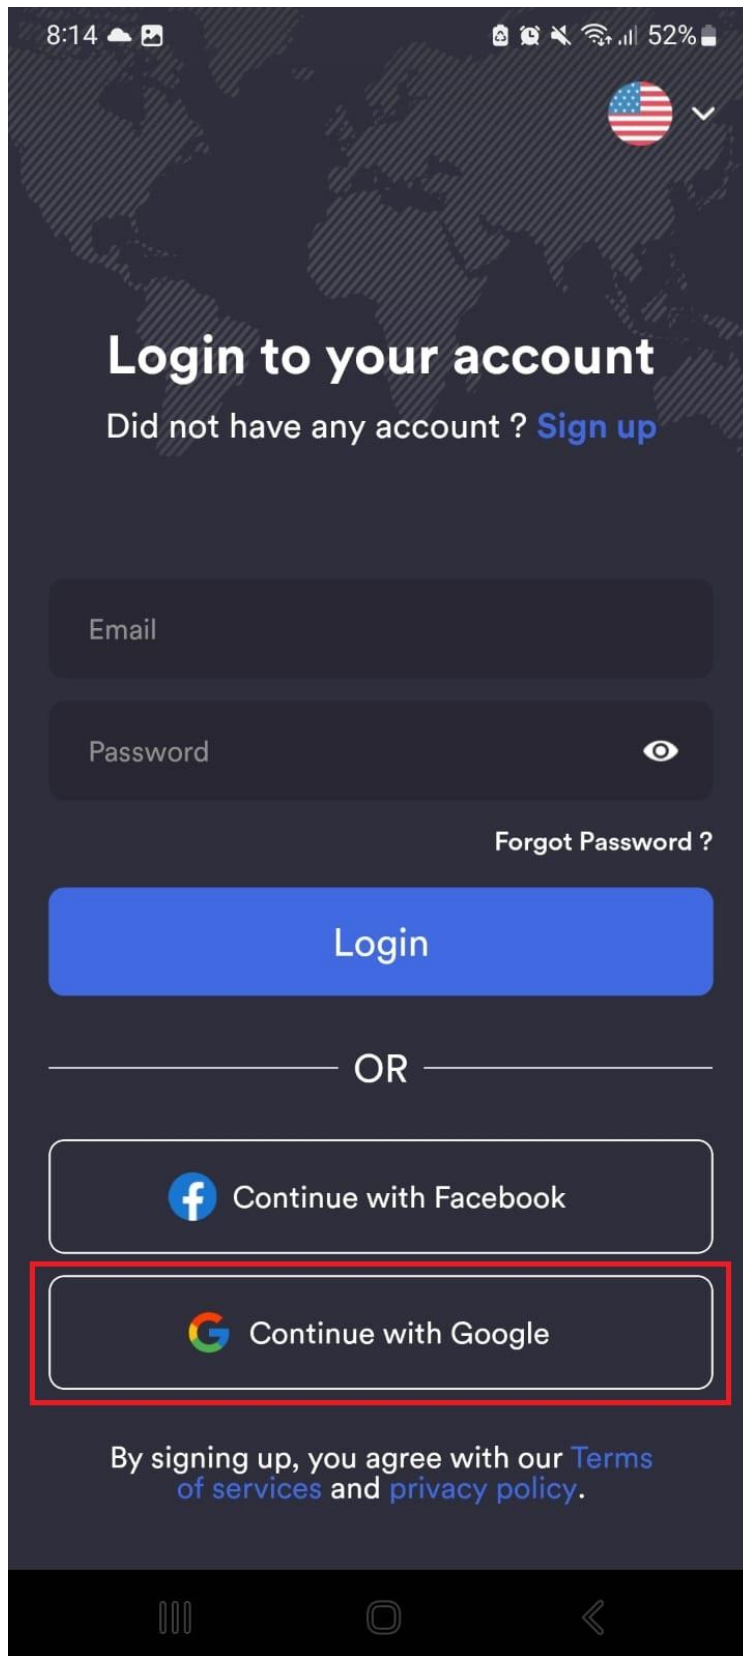 8:14 52%
Login to your account
Did not have any account ? Sign up
Email
Password
Forgot Password ?
Login
OR
Continue with Facebook
Continue with Google
By signing up, you agree with our Terms
of services and privacy policy.